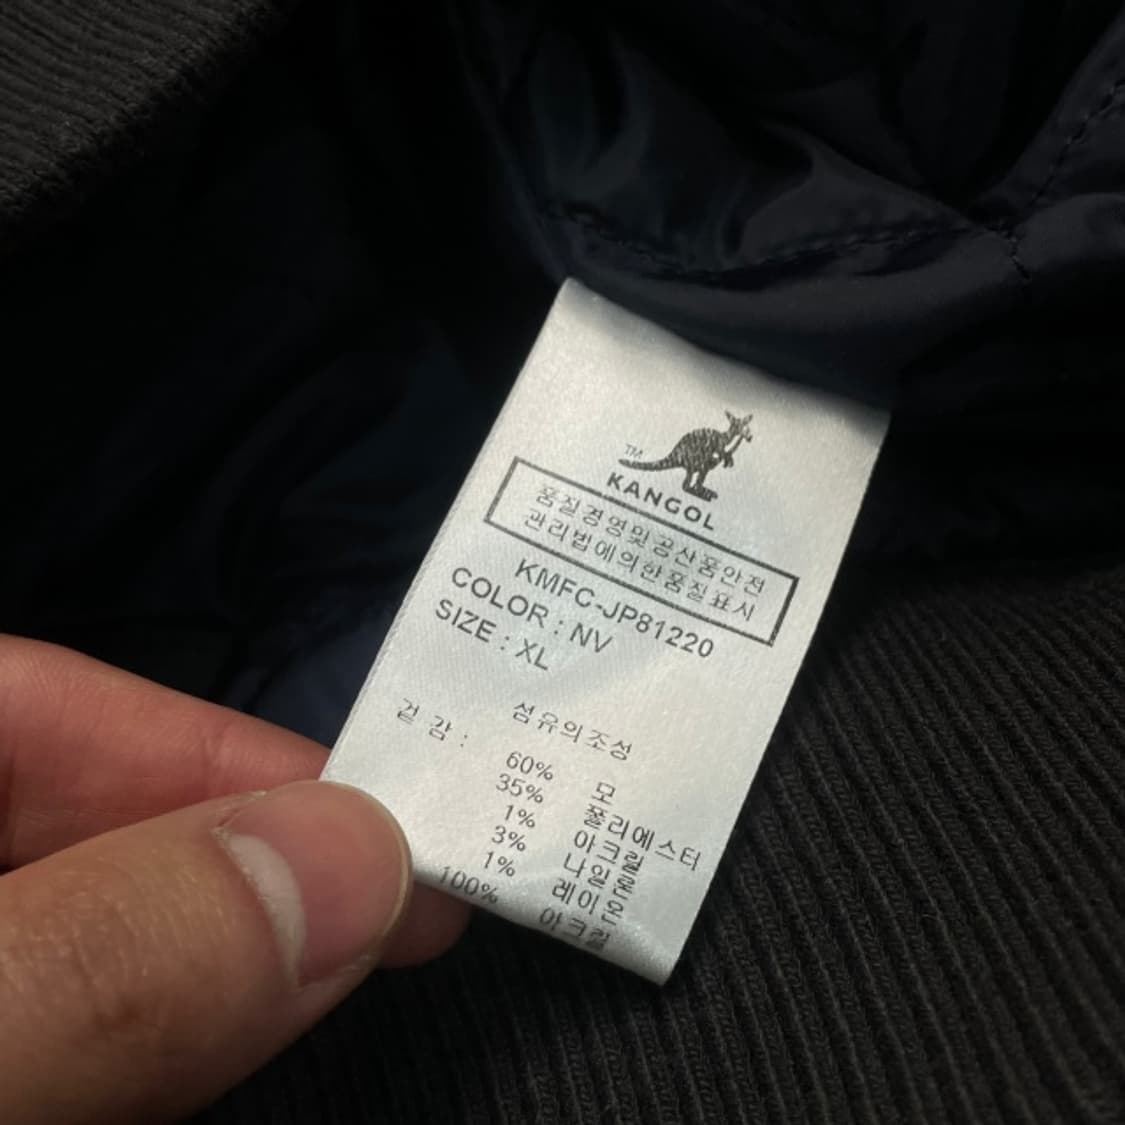 TM
KANGOL
품질경영및공산품안전
관리법에의한품질표시
KMFC-JP81220
COLOR : NV
SIZE : XL
섬유의조성
겉 감 :
60% 모
35% 폴리에스터
1% 아크릴
3% 나일론
1% 레이온
100% 아크릴